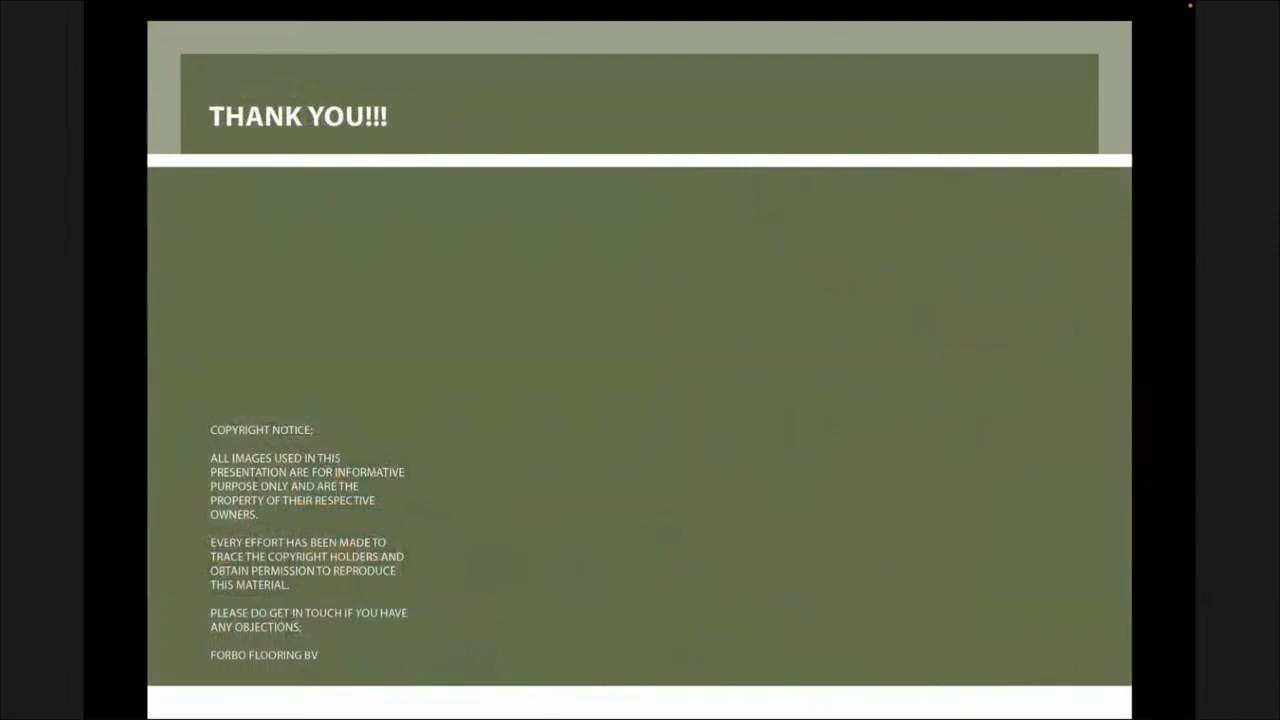 THANK YOU!!!
COPYRIGHT NOTICE;
ALL IMAGES USED IN THIS
PRESENTATION ARE FOR INFORMATIVE
PURPOSE ONLY AND ARE THE
PROPERTY OF THEIR RESPECTIVE
OWNERS.
EVERY EFFORT HAS BEEN MADE TO
TRACE THE COPYRIGHT HOLDERS AND
OBTAIN PERMISSION TO REPRODUCE
THIS MATERIAL.
PLEASE DO GET IN TOUCH IF YOU HAVE
ANY OBJECTIONS;
FORBO FLOORING BV